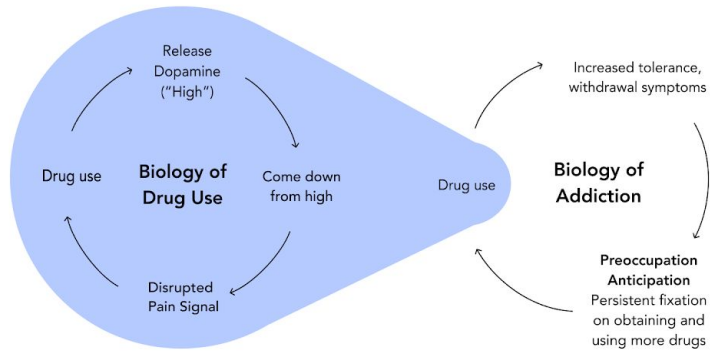 Release
Dopamine
("High")
Drug use
Biology of
Drug Use
Come down
from high
Disrupted
Pain Signal
Drug use
Increased tolerance,
withdrawal symptoms
Biology of
Addiction
Preoccupation
Anticipation
Persistent fixation
on obtaining and
using more drugs